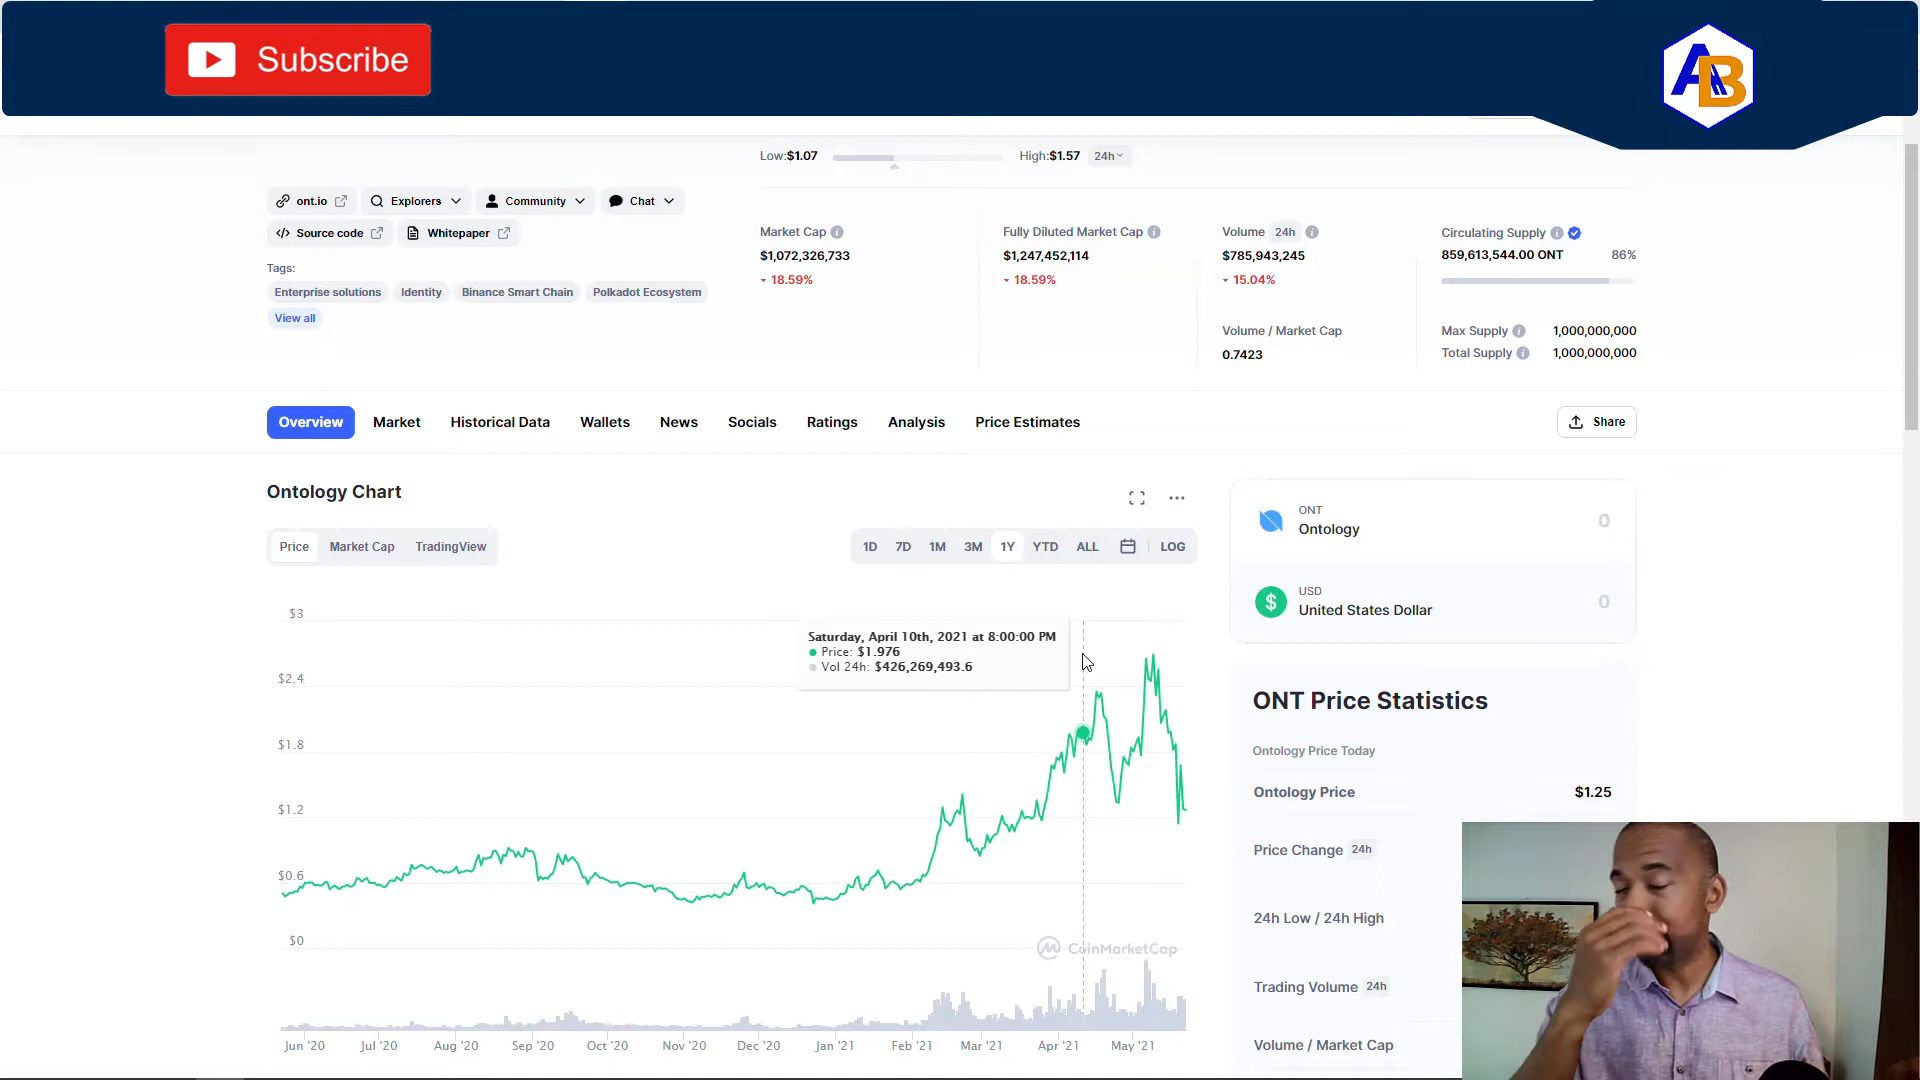 Subscribe
AB
Low:$1.07
High:$1.57
24h
ont.io
Explorers
Community
Chat
Source code
Whitepaper
Tags:
Enterprise solutions
Identity
Binance Smart Chain
Polkadot Ecosystem
View all
Market Cap
$1,072,326,733
18.59%
Fully Diluted Market Cap
$1,247,452,114
18.59%
Volume 24h
$785,943,245
15.04%
Volume / Market Cap
0.7423
Circulating Supply
859,613,544.00 ONT
86%
Max Supply 1,000,000,000
Total Supply 1,000,000,000
Overview
Market
Historical Data
Wallets
News
Socials
Ratings
Analysis
Price Estimates
Share
Ontology Chart
Price
Market Cap
TradingView
1D
7D
1M
3M
1Y
YTD
ALL
LOG
$3
$2.4
$1.8
$1.2
$0.6
$0
Saturday, April 10th, 2021 at 8:00:00 PM
Price: $1.976
Vol 24h: $426,269,493.6
CoinMarketCap
Jun '20
Jul '20
Aug '20
Sep '20
Oct '20
Nov '20
Dec '20
Jan '21
Feb '21
Mar '21
Apr '21
May '21
ONT
Ontology
0
USD
United States Dollar
0
ONT Price Statistics
Ontology Price Today
Ontology Price $1.25
Price Change 24h
24h Low / 24h High
Trading Volume 24h
Volume / Market Cap